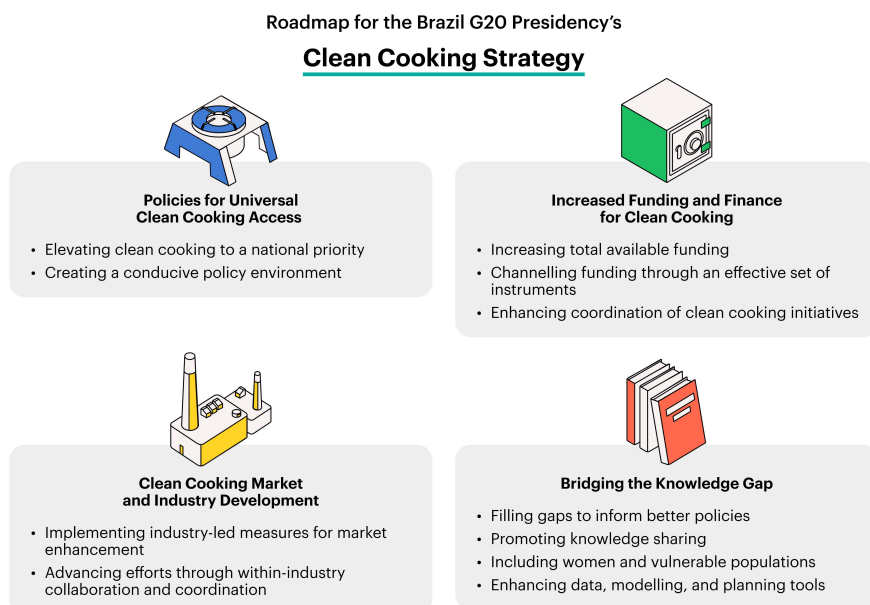 Roadmap for the Brazil G20 Presidency's
Clean Cooking Strategy
Policies for Universal
Clean Cooking Access
• Elevating clean cooking to a national priority
• Creating a conducive policy environment
Increased Funding and Finance
for Clean Cooking
• Increasing total available funding
• Channelling funding through an effective set of
instruments
• Enhancing coordination of clean cooking initiatives
Clean Cooking Market
and Industry Development
• Implementing industry-led measures for market
enhancement
• Advancing efforts through within-industry
collaboration and coordination
Bridging the Knowledge Gap
• Filling gaps to inform better policies
• Promoting knowledge sharing
• Including women and vulnerable populations
• Enhancing data, modelling, and planning tools